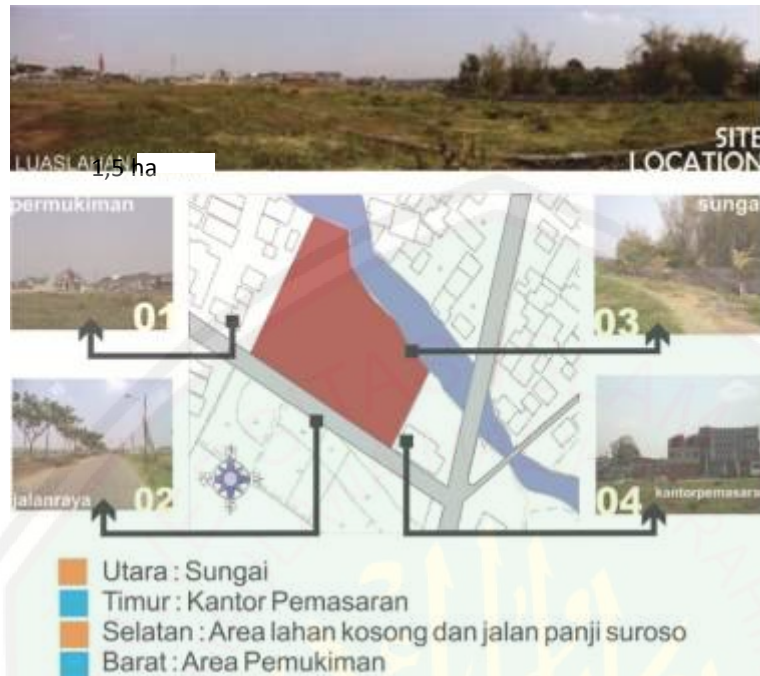 SITE
LUASLAHAN 1,5 ha LOCATION
permukiman
sungai
01
03
jalanraya
02
04
kantorpemasaran
Utara : Sungai
Timur : Kantor Pemasaran
Selatan : Area lahan kosong dan jalan panji suroso
Barat : Area Pemukiman